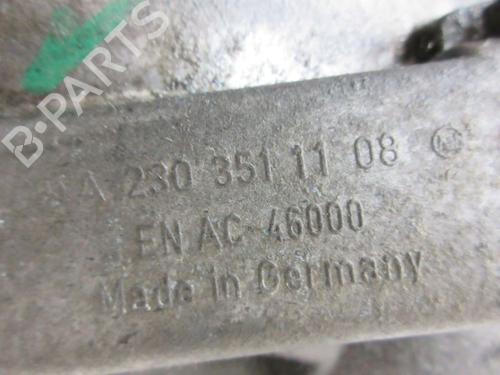 B-PARTS
A 230 351 11 08
EN AC-46000
Made in Germany